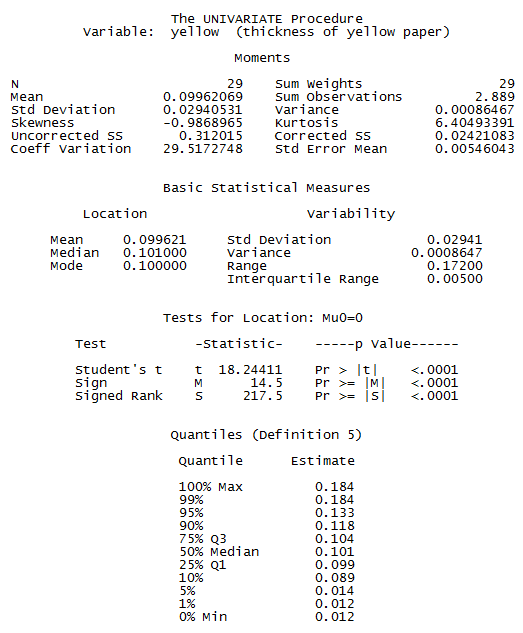 The UNIVARIATE Procedure
Variable:  yellow  (thickness of yellow paper)
Moments
N                          29    Sum Weights                29
Mean               0.09962069    Sum Observations        2.889
Std Deviation      0.02940531    Variance           0.00086467
Skewness           -0.9868965    Kurtosis           6.40493391
Uncorrected SS       0.312015    Corrected SS       0.02421083
Coeff Variation    29.5172748    Std Error Mean     0.00546043
Basic Statistical Measures
Location                    Variability
Mean     0.099621     Std Deviation            0.02941
Median   0.101000     Variance               0.0008647
Mode     0.100000     Range                    0.17200
Interquartile Range      0.00500
Tests for Location: Mu0=0
Test           -Statistic-    -----p Value------
Student's t    t  18.24411    Pr > |t|    <.0001
Sign           M      14.5    Pr >= |M|   <.0001
Signed Rank    S     217.5    Pr >= |S|   <.0001
Quantiles (Definition 5)
Quantile      Estimate
100% Max         0.184
99%              0.184
95%              0.133
90%              0.118
75% Q3           0.104
50% Median       0.101
25% Q1           0.099
10%              0.089
5%               0.014
1%               0.012
0% Min           0.012